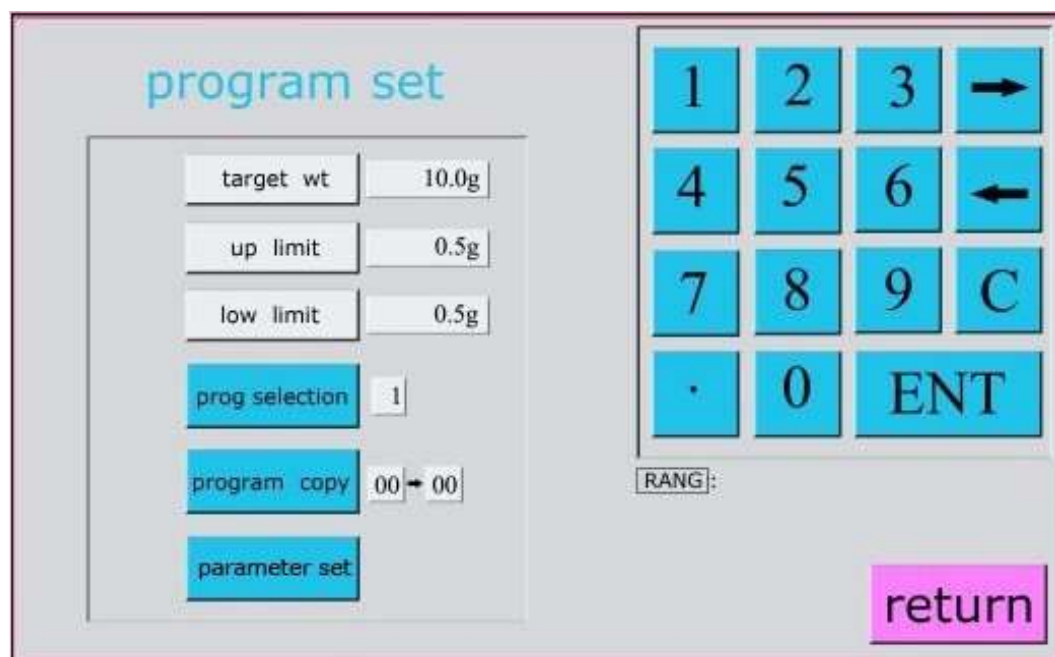 program set
target wt 10.0g
up limit 0.5g
low limit 0.5g
prog selection 1
program copy 00 → 00
parameter set
1 2 3 →
4 5 6 ←
7 8 9 C
. 0 ENT
RANG:
return